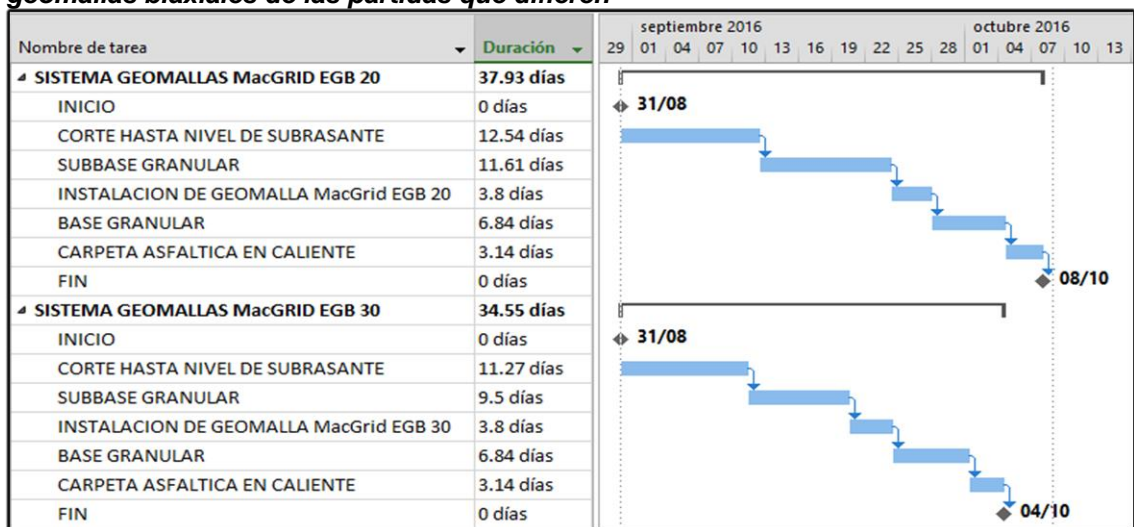 geomallas biaxiales de las partidas que difieren
septiembre 2016 octubre 2016
Nombre de tarea Duración 29 01 04 07 10 13 16 19 22 25 28 01 04 07 10 13
SISTEMA GEOMALLAS MacGRID EGB 20 37.93 días
INICIO 0 días 31/08
CORTE HASTA NIVEL DE SUBRASANTE 12.54 días
SUBBASE GRANULAR 11.61 días
INSTALACION DE GEOMALLA MacGrid EGB 20 3.8 días
BASE GRANULAR 6.84 días
CARPETA ASFALTICA EN CALIENTE 3.14 días
FIN 0 días 08/10
SISTEMA GEOMALLAS MacGRID EGB 30 34.55 días
INICIO 0 días 31/08
CORTE HASTA NIVEL DE SUBRASANTE 11.27 días
SUBBASE GRANULAR 9.5 días
INSTALACION DE GEOMALLA MacGrid EGB 30 3.8 días
BASE GRANULAR 6.84 días
CARPETA ASFALTICA EN CALIENTE 3.14 días
FIN 0 días 04/10